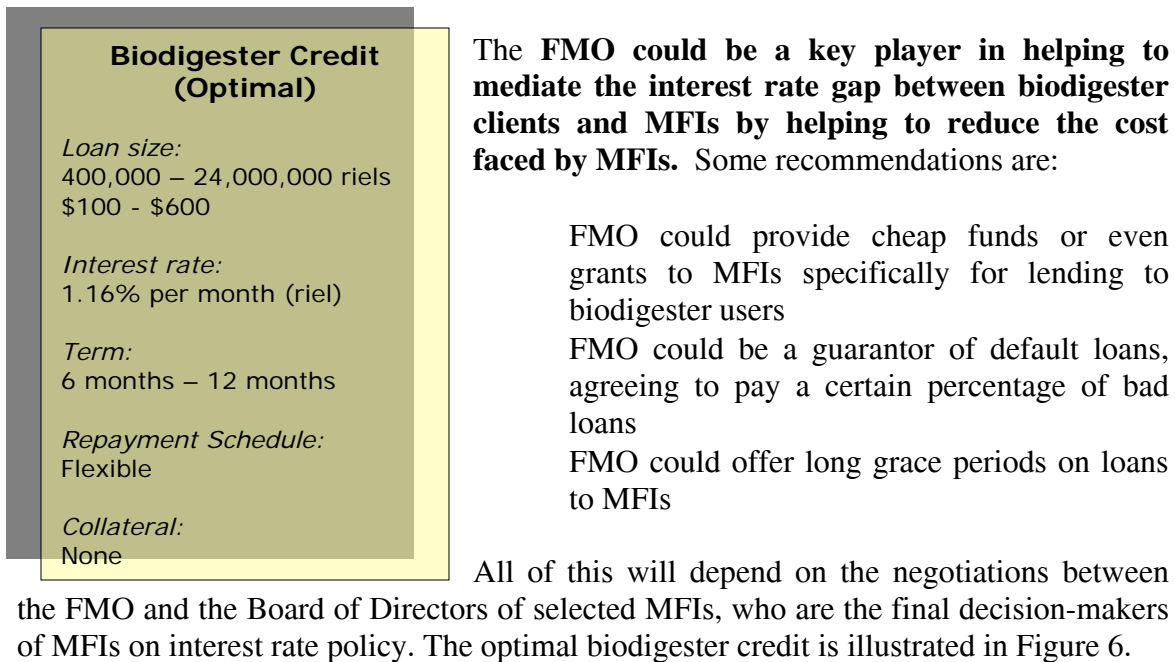 Biodigester Credit
(Optimal)
Loan size:
400,000 – 24,000,000 riels
$100 - $600
Interest rate:
1.16% per month (riel)
Term:
6 months – 12 months
Repayment Schedule:
Flexible
Collateral:
None
The FMO could be a key player in helping to
mediate the interest rate gap between biodigester
clients and MFIs by helping to reduce the cost
faced by MFIs. Some recommendations are:
FMO could provide cheap funds or even
grants to MFIs specifically for lending to
biodigester users
FMO could be a guarantor of default loans,
agreeing to pay a certain percentage of bad
loans
FMO could offer long grace periods on loans
to MFIs
All of this will depend on the negotiations between
the FMO and the Board of Directors of selected MFIs, who are the final decision-makers
of MFIs on interest rate policy. The optimal biodigester credit is illustrated in Figure 6.